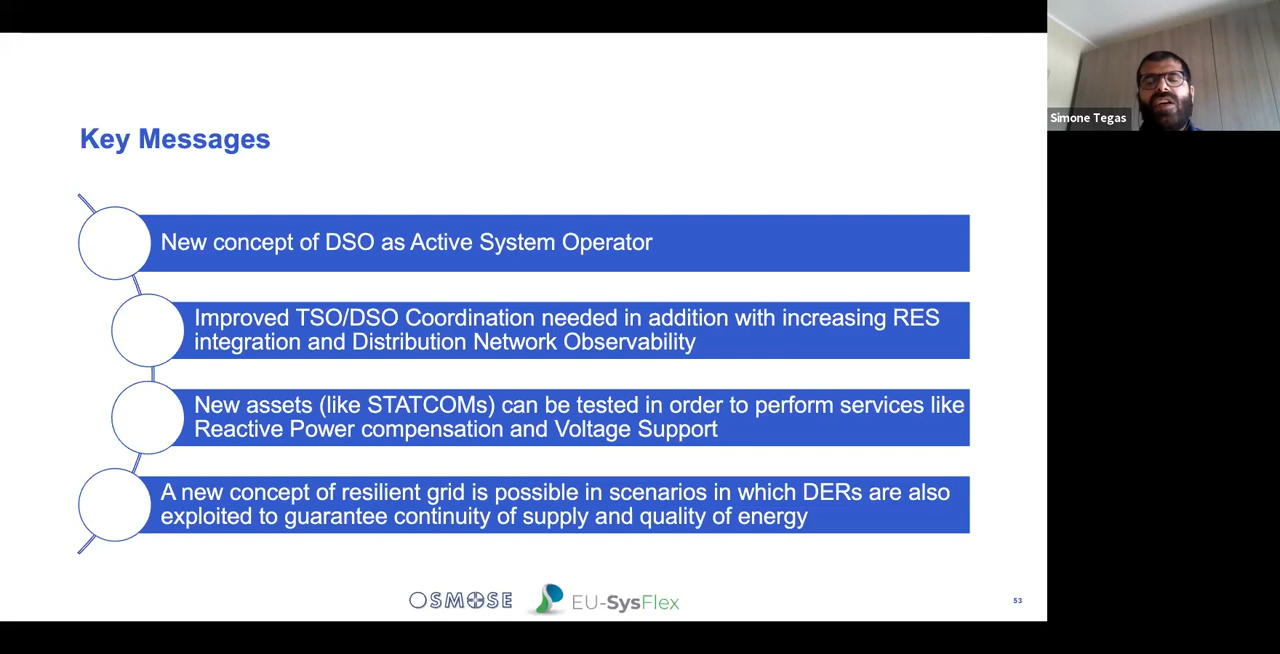 Simone Tegas
Key Messages
New concept of DSO as Active System Operator
Improved TSO/DSO Coordination needed in addition with increasing RES
integration and Distribution Network Observability
New assets (like STATCOMs) can be tested in order to perform services like
Reactive Power compensation and Voltage Support
A new concept of resilient grid is possible in scenarios in which DERs are also
exploited to guarantee continuity of supply and quality of energy
OSMOSE
EU-SysFlex
53